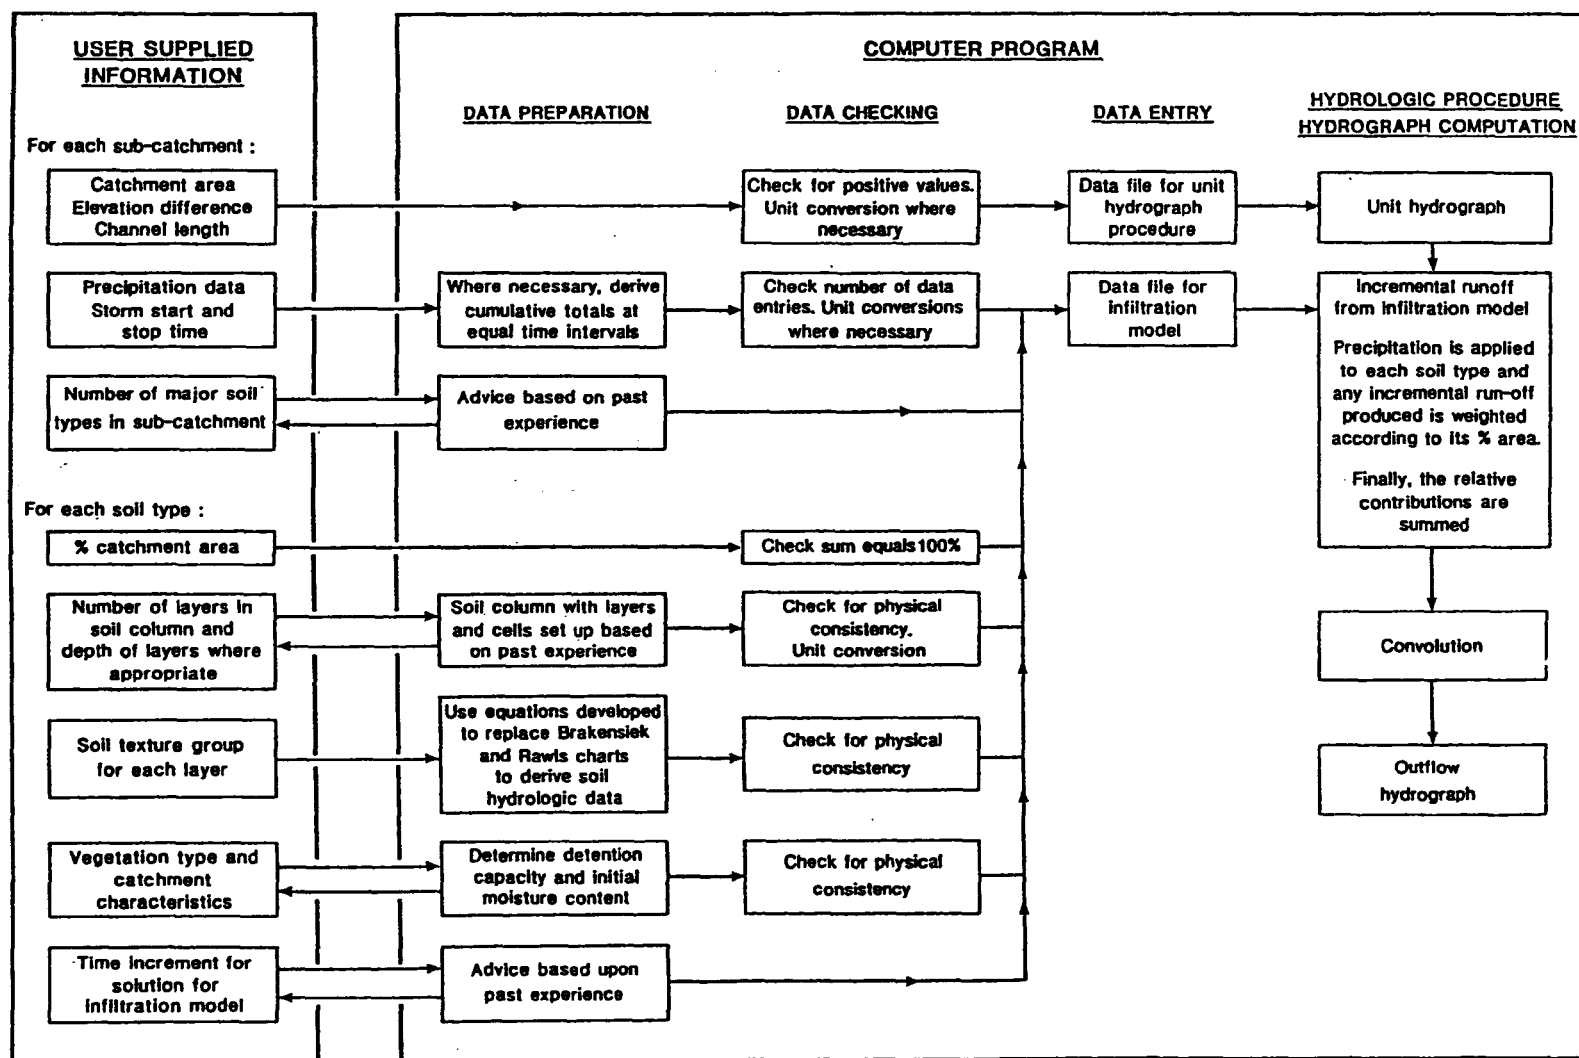 USER SUPPLIED
INFORMATION
COMPUTER PROGRAM
DATA PREPARATION
DATA CHECKING
DATA ENTRY
HYDROLOGIC PROCEDURE
HYDROGRAPH COMPUTATION
For each sub-catchment :
Catchment area
Elevation difference
Channel length
Check for positive values.
Unit conversion where
necessary
Data file for unit
hydrograph
procedure
Unit hydrograph
Precipitation data
Storm start and
stop time
Where necessary, derive
cumulative totals at
equal time intervals
Check number of data
entries. Unit conversions
where necessary
Data file for
infiltration
model
Incremental runoff
from infiltration model
Precipitation is applied
to each soil type and
any incremental run-off
produced is weighted
according to its % area.
Finally, the relative
contributions are
summed
Number of major soil
types in sub-catchment
Advice based on past
experience
For each soil type :
% catchment area
Check sum equals 100%
Number of layers in
soil column and
depth of layers where
appropriate
Soil column with layers
and cells set up based
on past experience
Check for physical
consistency.
Unit conversion
Convolution
Soil texture group
for each layer
Use equations developed
to replace Brakensiek
and Rawls charts
to derive soil
hydrologic data
Check for physical
consistency
Outflow
hydrograph
Vegetation type and
catchment
characteristics
Determine detention
capacity and initial
moisture content
Check for physical
consistency
Time increment for
solution for
infiltration model
Advice based upon
past experience